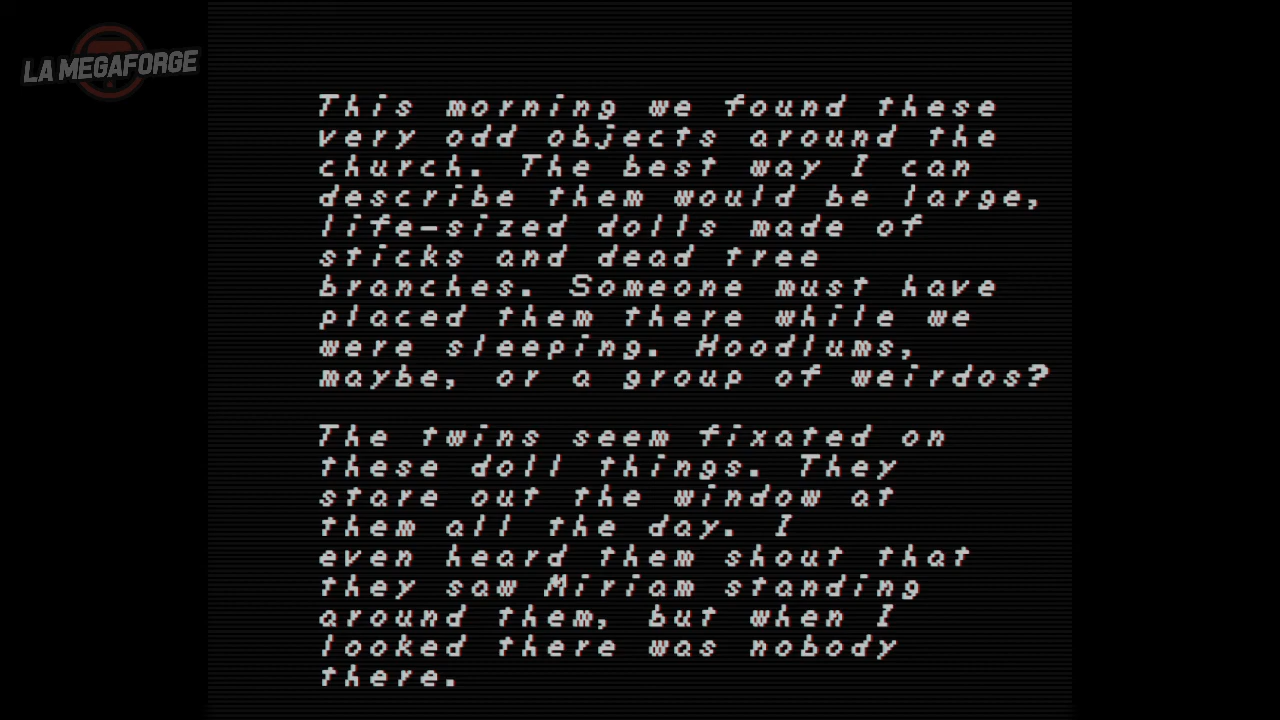 LA MEGAFORGE
This morning we found these
very odd objects around the
church. The best way I can
describe them would be large,
life-sized dolls made of
sticks and dead tree
branches. Someone must have
placed them there while we
were sleeping. Hoodlums,
maybe, or a group of weirdos?
The twins seem fixated on
these doll things. They
stare out the window at
them all the day. I
even heard them shout that
they saw Miriam standing
around them, but when I
looked there was nobody
there.